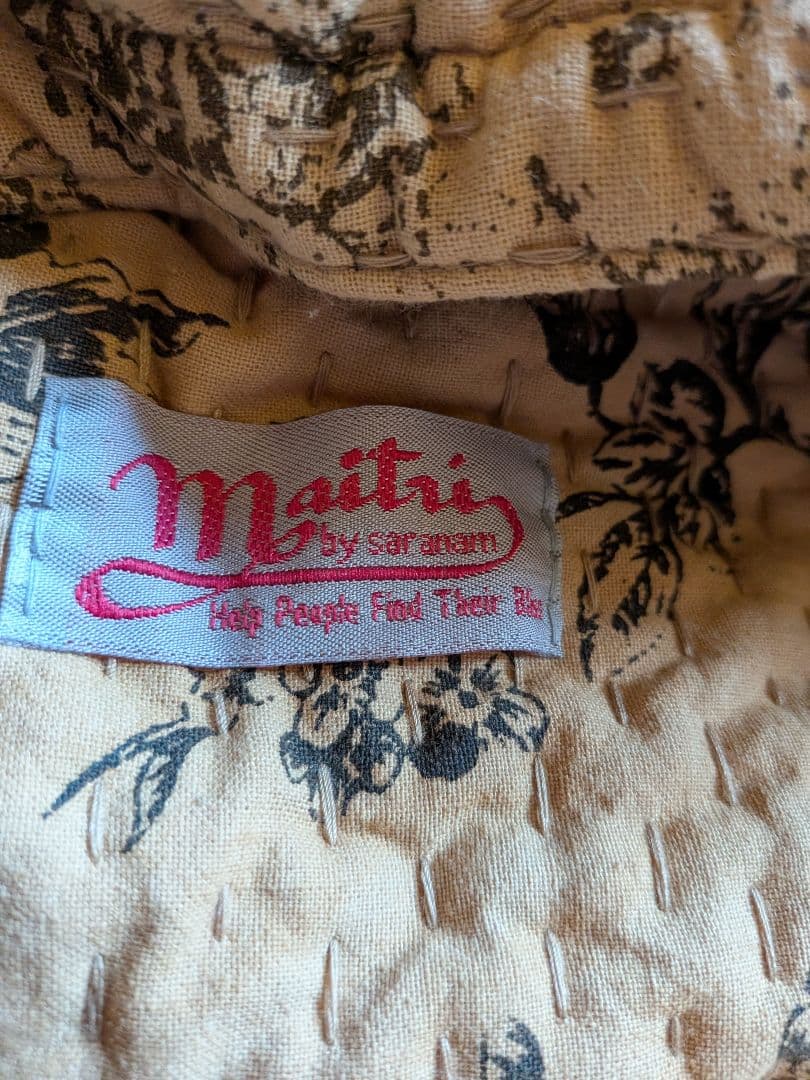 Maitri
by saranam
Help People Find Their